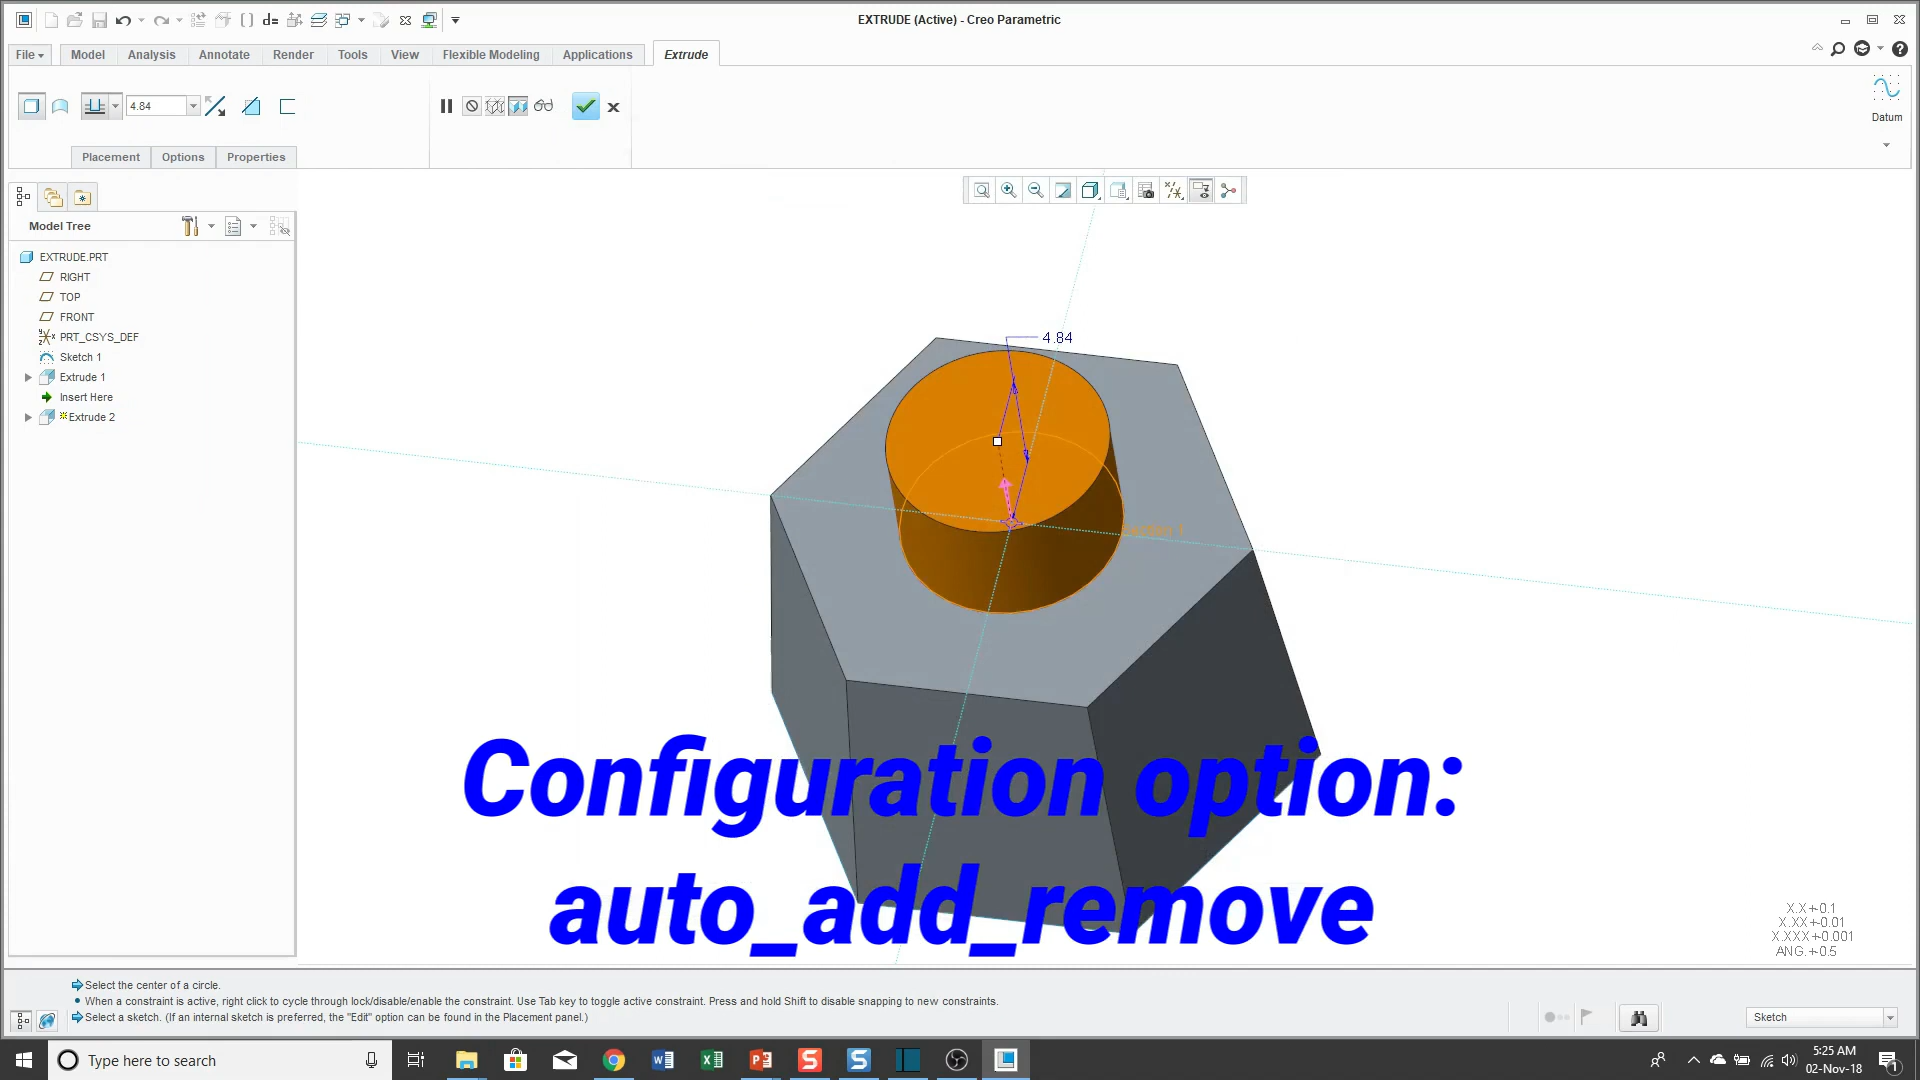 EXTRUDE (Active) - Creo Parametric
File Model Analysis Annotate Render Tools View Flexible Modeling Applications Extrude
4.84
Datum
Placement Options Properties
Model Tree
EXTRUDE.PRT
RIGHT
TOP
FRONT
PRT_CSYS_DEF
Sketch 1
Extrude 1
Insert Here
Extrude 2
4.84
Configuration option:
auto_add_remove
X.X+-0.1
X.XX+-0.01
X.XXX+-0.001
ANG.+-0.5
Select the center of a circle.
When a constraint is active, right click to cycle through lock/disable/enable the constraint. Use Tab key to toggle active constraint. Press and hold Shift to disable snapping to new constraints.
Select a sketch. (If an internal sketch is preferred, the "Edit" option can be found in the Placement panel.)
Sketch
Type here to search
5:25 AM
02-Nov-18